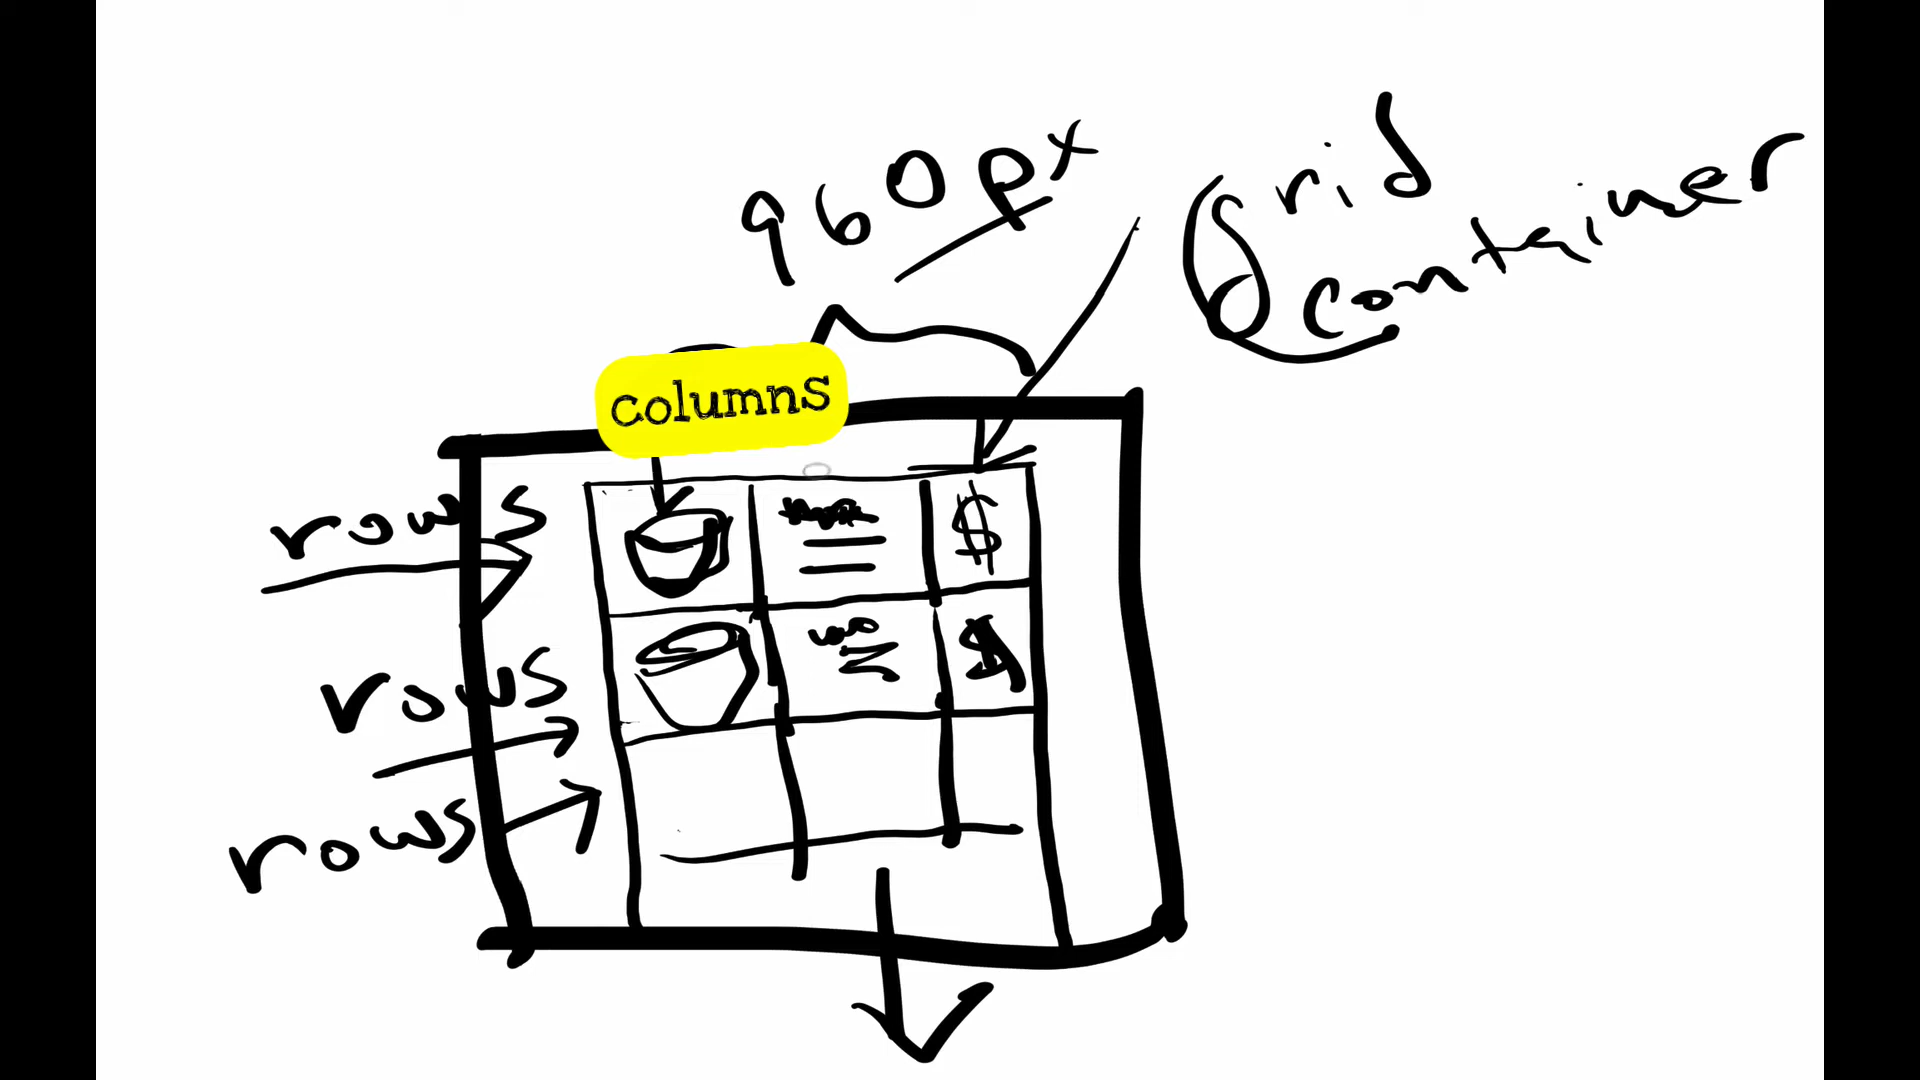 960px
Grid
container
columns
rows
$
rows
$
rows